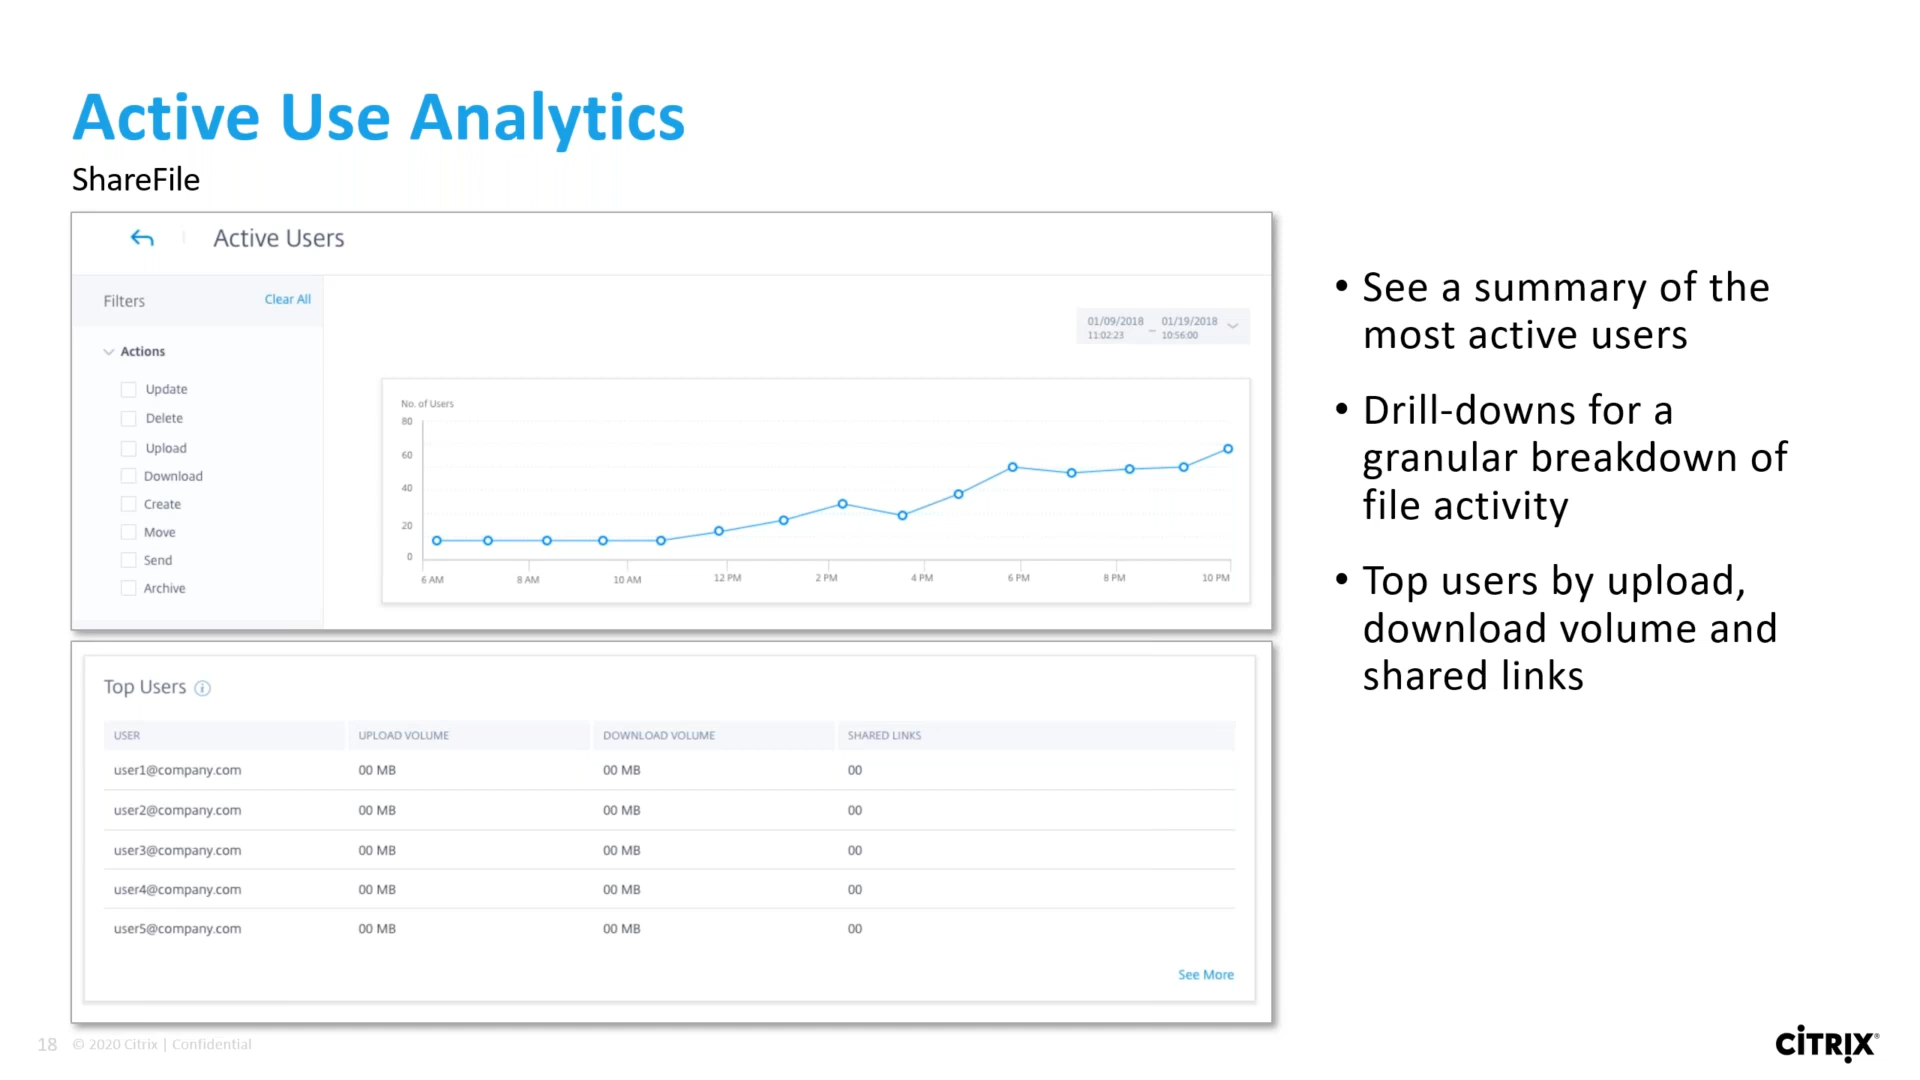 Active Use Analytics
ShareFile
Active Users
Filters
Clear All
Actions
Update
Delete
Upload
Download
Create
Move
Send
Archive
01/09/2018 – 01/19/2018
11:02:23 10:56:00
No. of Users
80
60
40
20
0
6 AM 8 AM 10 AM 12 PM 2 PM 4 PM 6 PM 8 PM 10 PM
Top Users
USER UPLOAD VOLUME DOWNLOAD VOLUME SHARED LINKS
user1@company.com 00 MB 00 MB 00
user2@company.com 00 MB 00 MB 00
user3@company.com 00 MB 00 MB 00
user4@company.com 00 MB 00 MB 00
user5@company.com 00 MB 00 MB 00
See More
• See a summary of the
most active users
• Drill-downs for a
granular breakdown of
file activity
• Top users by upload,
download volume and
shared links
18 © 2020 Citrix | Confidential
CİTRIX®